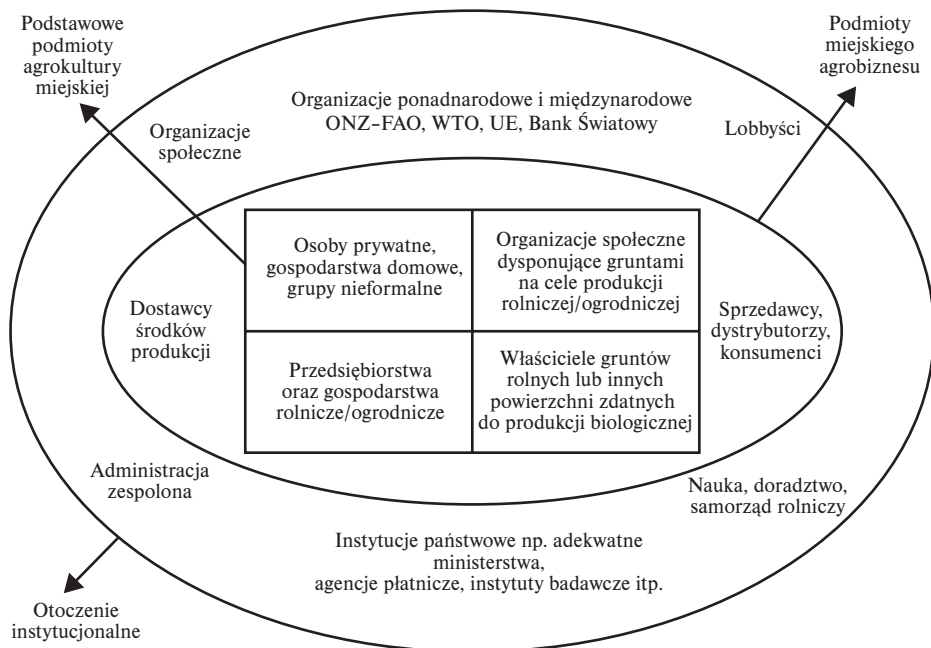 Podstawowe
podmioty
agrokultury
miejskiej
Podmioty
miejskiego
agrobiznesu
Organizacje ponadnarodowe i międzynarodowe
ONZ–FAO, WTO, UE, Bank Światowy
Organizacje
społeczne
Lobbyści
Osoby prywatne,
gospodarstwa domowe,
grupy nieformalne
Organizacje społeczne
dysponujące gruntami
na cele produkcji
rolniczej/ogrodniczej
Dostawcy
środków
produkcji
Sprzedawcy,
dystrybutorzy,
konsumenci
Przedsiębiorstwa
oraz gospodarstwa
rolnicze/ogrodnicze
Właściciele gruntów
rolnych lub innych
powierzchni zdatnych
do produkcji biologicznej
Administracja
zespolona
Nauka, doradztwo,
samorząd rolniczy
Instytucje państwowe np. adekwatne
ministerstwa,
agencje płatnicze, instytuty badawcze itp.
Otoczenie
instytucjonalne